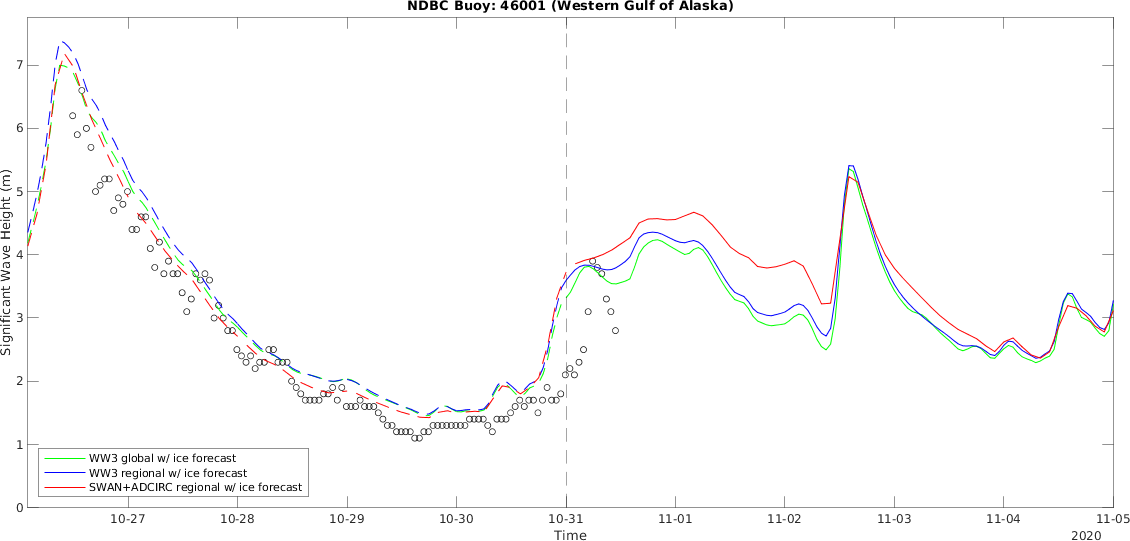 NDBC Buoy: 46001 (Western Gulf of Alaska)
Significant Wave Height (m)
7
6
5
4
3
2
1
0
WW3 global w/ ice forecast
WW3 regional w/ ice forecast
SWAN+ADCIRC regional w/ ice forecast
10-27 10-28 10-29 10-30 10-31 11-01 11-02 11-03 11-04 11-05
Time
2020